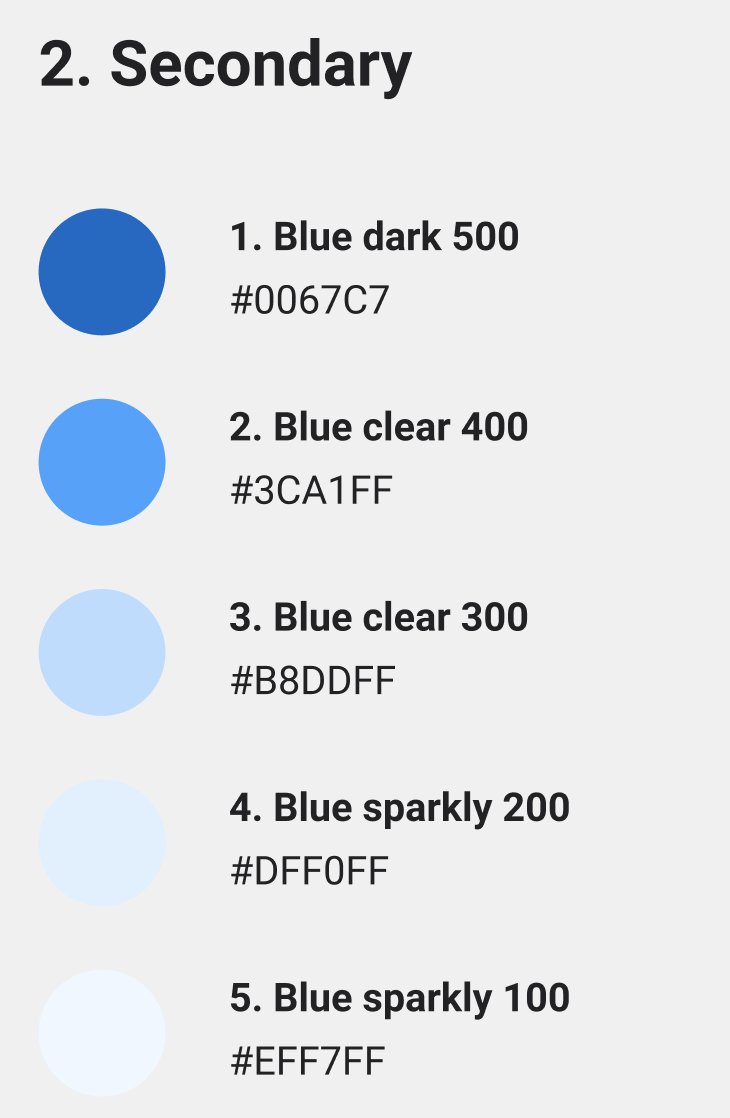 2. Secondary
1. Blue dark 500
#0067C7
2. Blue clear 400
#3CA1FF
3. Blue clear 300
#B8DDFF
4. Blue sparkly 200
#DFF0FF
5. Blue sparkly 100
#EFF7FF